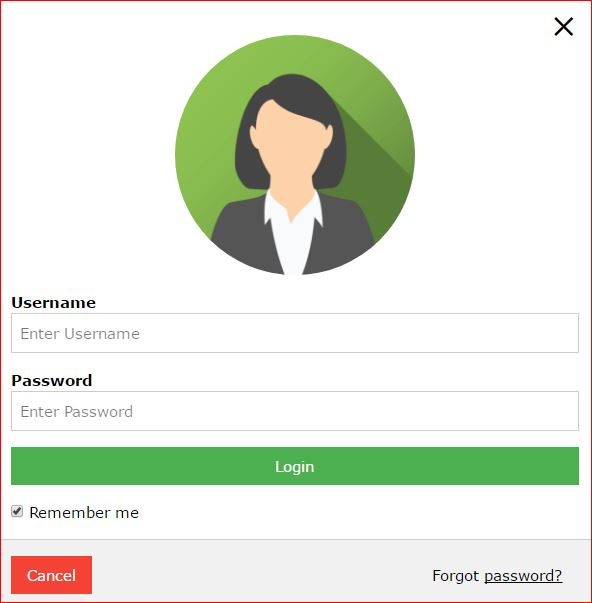 Username
Enter Username
Password
Enter Password
Login
Remember me
Cancel
Forgot password?